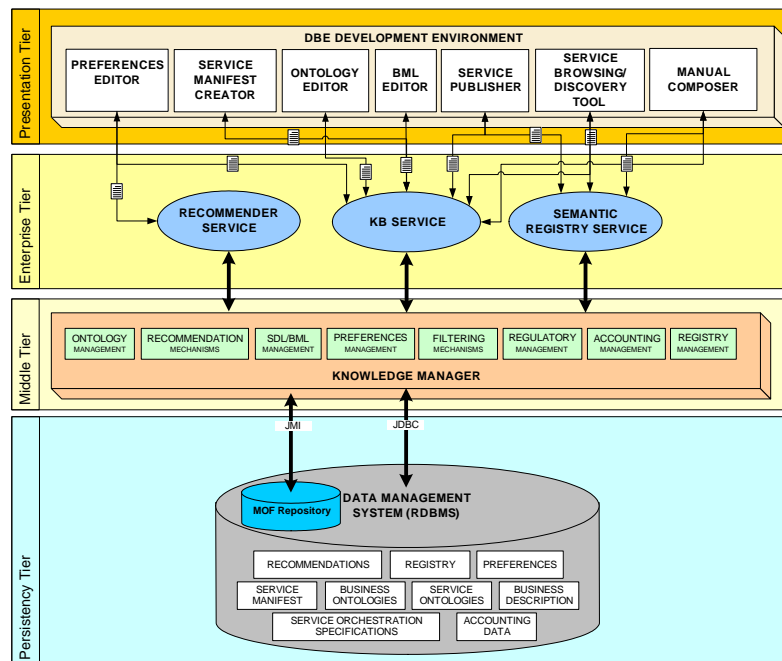 Presentation Tier
DBE DEVELOPMENT ENVIRONMENT
PREFERENCES
EDITOR
SERVICE
MANIFEST
CREATOR
ONTOLOGY
EDITOR
BML
EDITOR
SERVICE
PUBLISHER
SERVICE
BROWSING/
DISCOVERY
TOOL
MANUAL
COMPOSER
Enterprise Tier
RECOMMENDER
SERVICE
KB SERVICE
SEMANTIC
REGISTRY SERVICE
Middle Tier
ONTOLOGY
MANAGEMENT
RECOMMENDATION
MECHANISMS
SDL/BML
MANAGEMENT
PREFERENCES
MANAGEMENT
FILTERING
MECHANISMS
REGULATORY
MANAGEMENT
ACCOUNTING
MANAGEMENT
REGISTRY
MANAGEMENT
KNOWLEDGE MANAGER
JMI
JDBC
Persistency Tier
MOF Repository
DATA MANAGEMENT
SYSTEM (RDBMS)
RECOMMENDATIONS
REGISTRY
PREFERENCES
SERVICE
MANIFEST
BUSINESS
ONTOLOGIES
SERVICE
ONTOLOGIES
BUSINESS
DESCRIPTION
SERVICE ORCHESTRATION
SPECIFICATIONS
ACCOUNTING
DATA